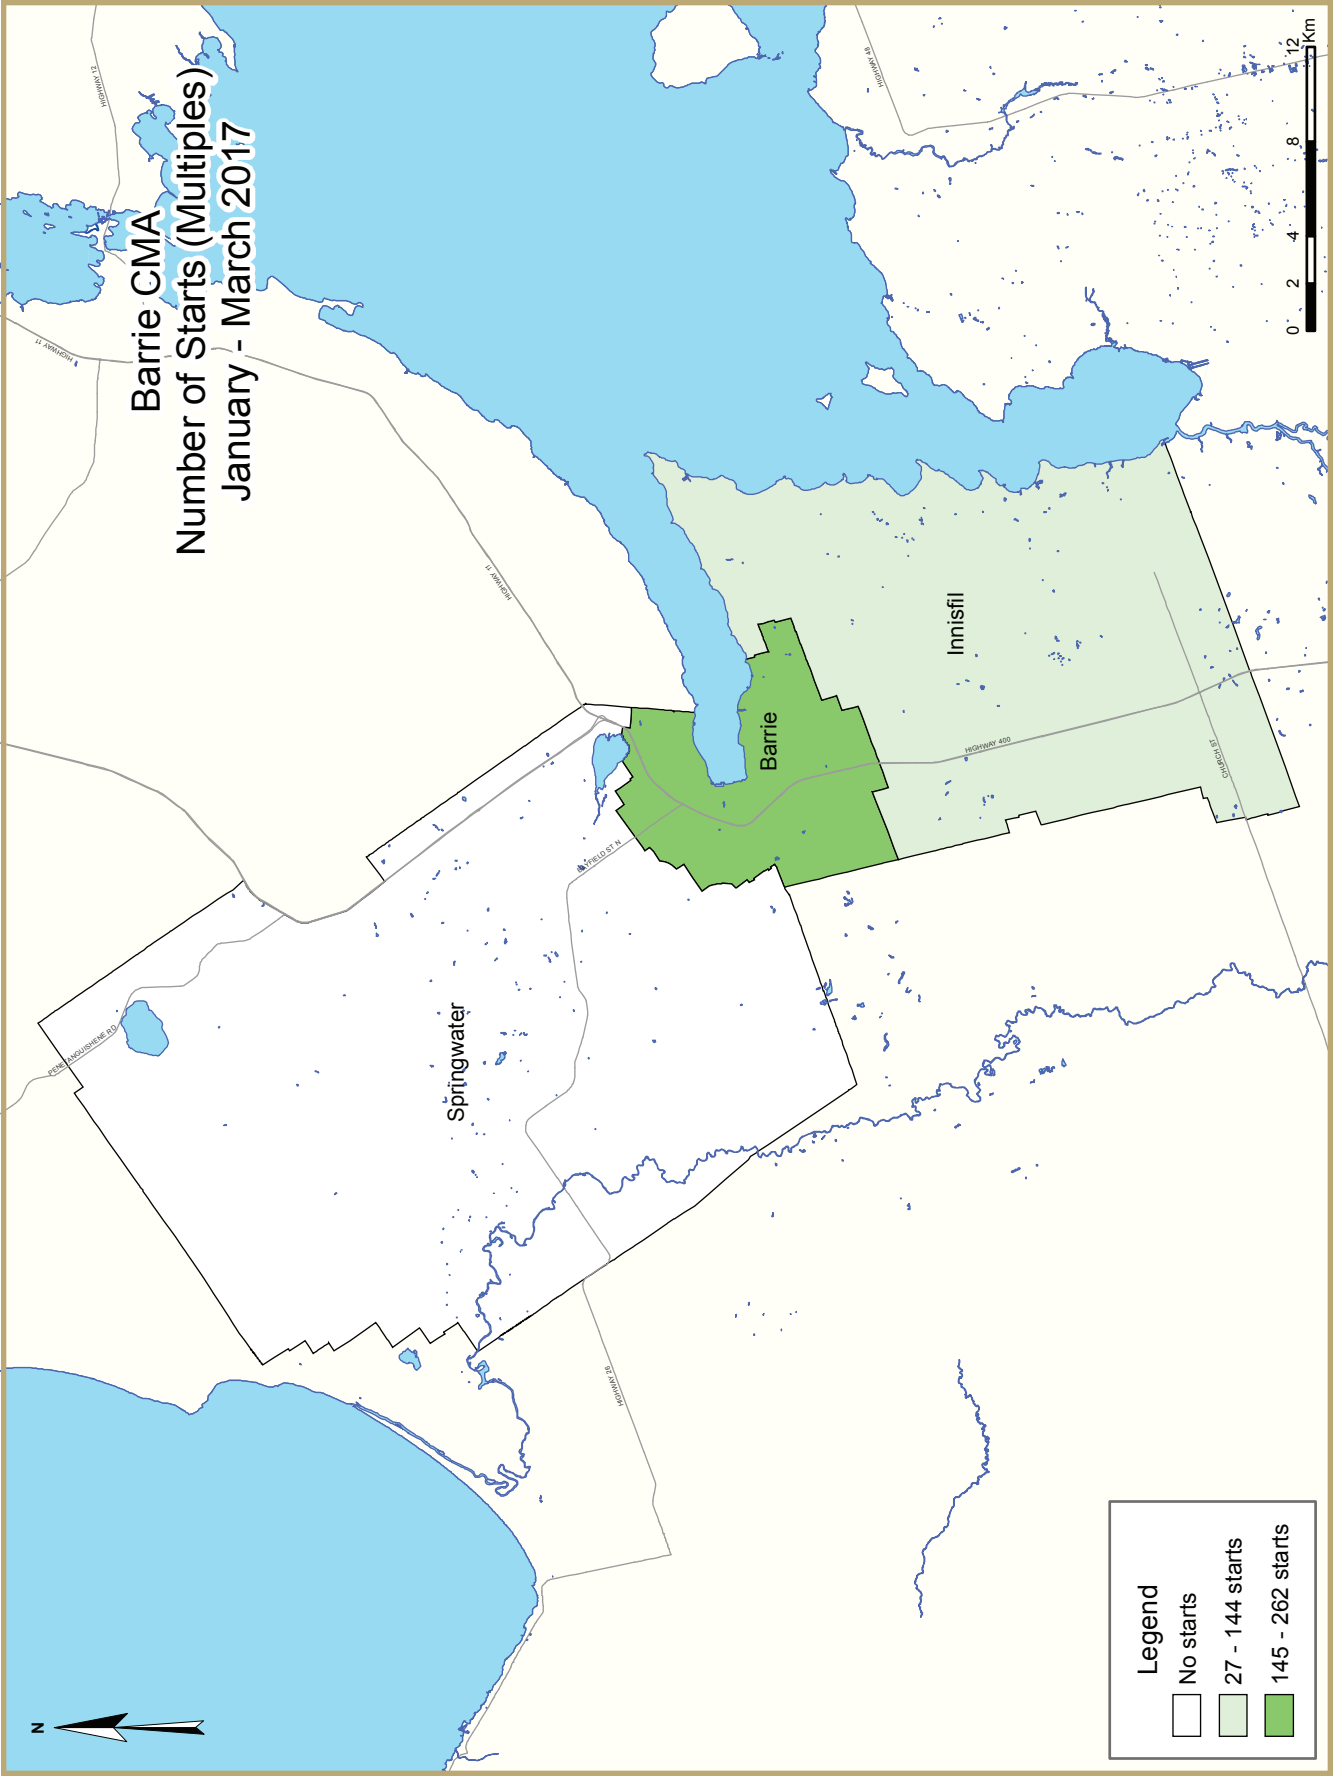 Barrie CMA
Number of Starts (Multiples)
January - March 2017
N
HIGHWAY 12
HIGHWAY 11
HIGHWAY 48
HIGHWAY 11
PENETANGUISHENE RD
BAYFIELD ST N
Springwater
Barrie
Innisfil
HIGHWAY 400
CHURCH ST
HIGHWAY 26
Legend
No starts
27 - 144 starts
145 - 262 starts
0 2 4 8 12
Km